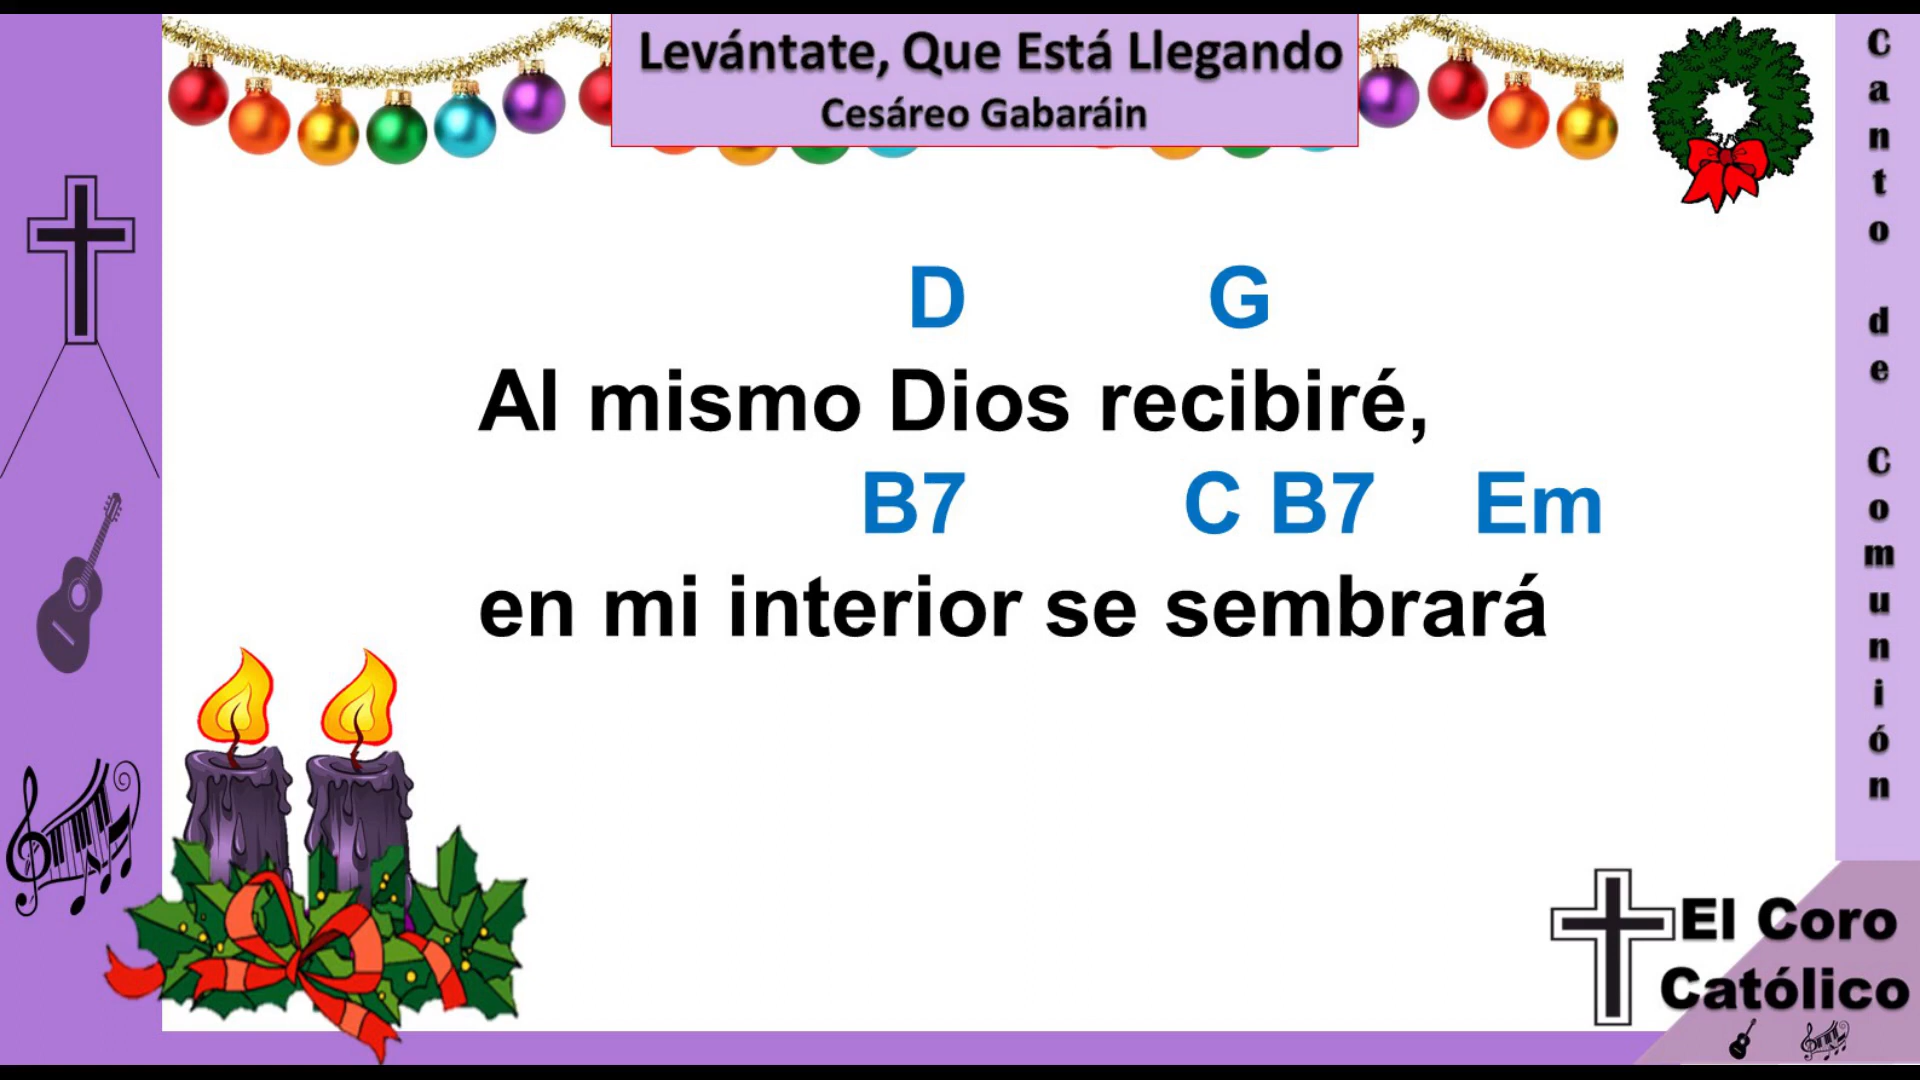 Levántate, Que Está Llegando
Cesáreo Gabaráin
D G
Al mismo Dios recibiré,
B7 C B7 Em
en mi interior se sembrará
Canto de Comunión
El Coro
Católico